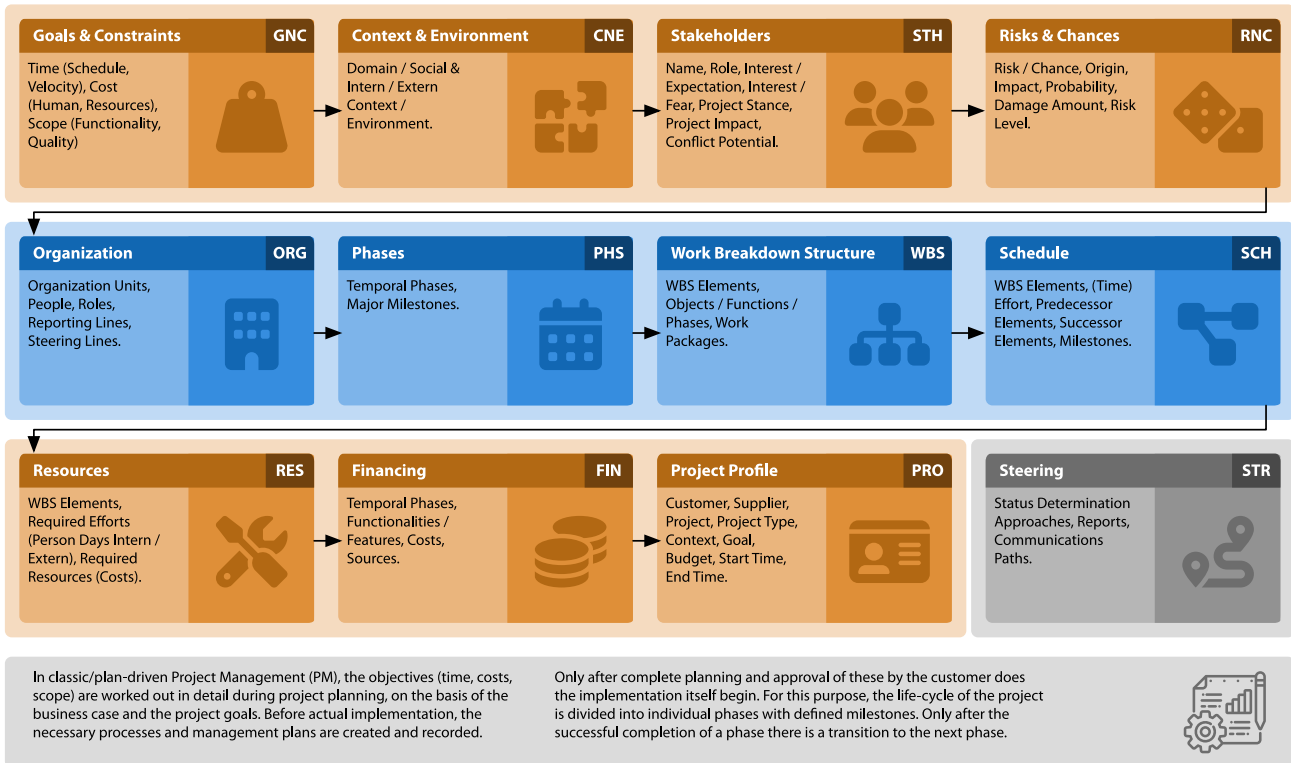 Goals & Constraints GNC
Time (Schedule,
Velocity), Cost
(Human, Resources),
Scope (Functionality,
Quality)
Context & Environment CNE
Domain / Social &
Intern / Extern
Context /
Environment.
Stakeholders STH
Name, Role, Interest /
Expectation, Interest /
Fear, Project Stance,
Project Impact,
Conflict Potential.
Risks & Chances RNC
Risk / Chance, Origin,
Impact, Probability,
Damage Amount, Risk
Level.
Organization ORG
Organization Units,
People, Roles,
Reporting Lines,
Steering Lines.
Phases PHS
Temporal Phases,
Major Milestones.
Work Breakdown Structure WBS
WBS Elements,
Objects / Functions /
Phases, Work
Packages.
Schedule SCH
WBS Elements, (Time)
Effort, Predecessor
Elements, Successor
Elements, Milestones.
Resources RES
WBS Elements,
Required Efforts
(Person Days Intern /
Extern), Required
Resources (Costs).
Financing FIN
Temporal Phases,
Functionalities /
Features, Costs,
Sources.
Project Profile PRO
Customer, Supplier,
Project, Project Type,
Context, Goal,
Budget, Start Time,
End Time.
Steering STR
Status Determination
Approaches, Reports,
Communications
Paths.
In classic/plan-driven Project Management (PM), the objectives (time, costs,
scope) are worked out in detail during project planning, on the basis of the
business case and the project goals. Before actual implementation, the
necessary processes and management plans are created and recorded.
Only after complete planning and approval of these by the customer does
the implementation itself begin. For this purpose, the life-cycle of the project
is divided into individual phases with defined milestones. Only after the
successful completion of a phase there is a transition to the next phase.